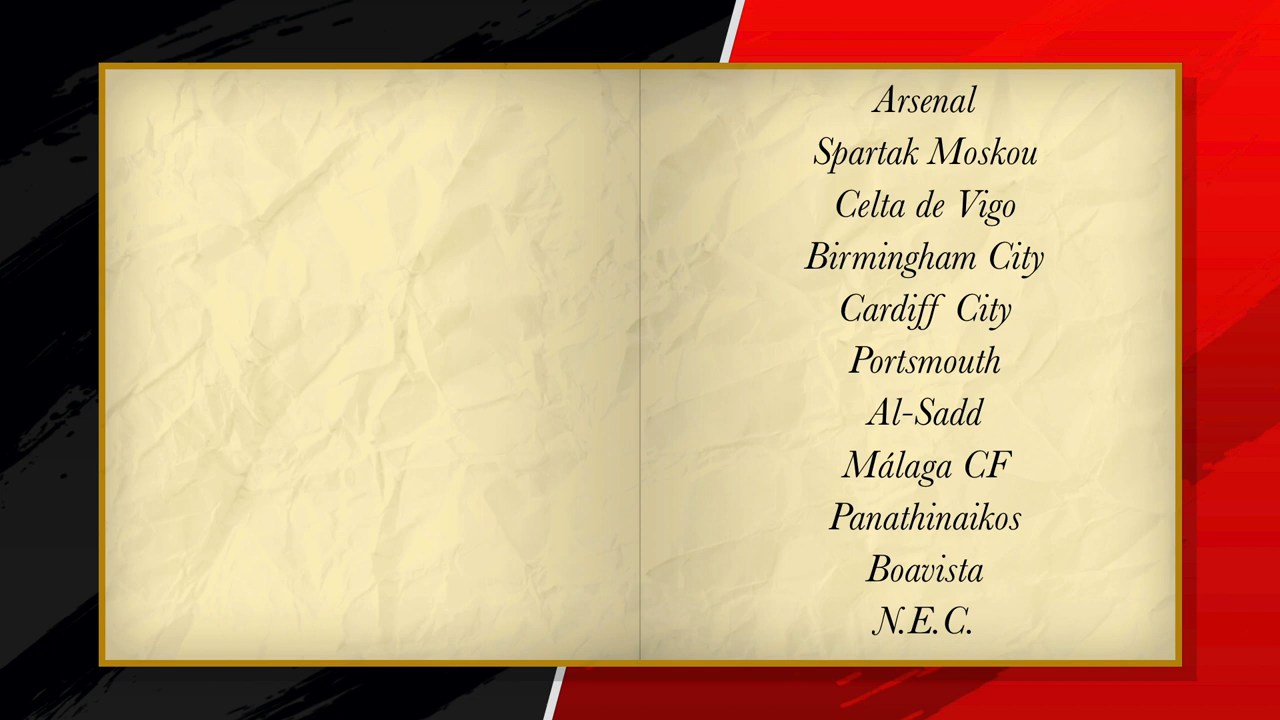 Arsenal
Spartak Moskou
Celta de Vigo
Birmingham City
Cardiff City
Portsmouth
Al-Sadd
Málaga CF
Panathinaikos
Boavista
N.E.C.